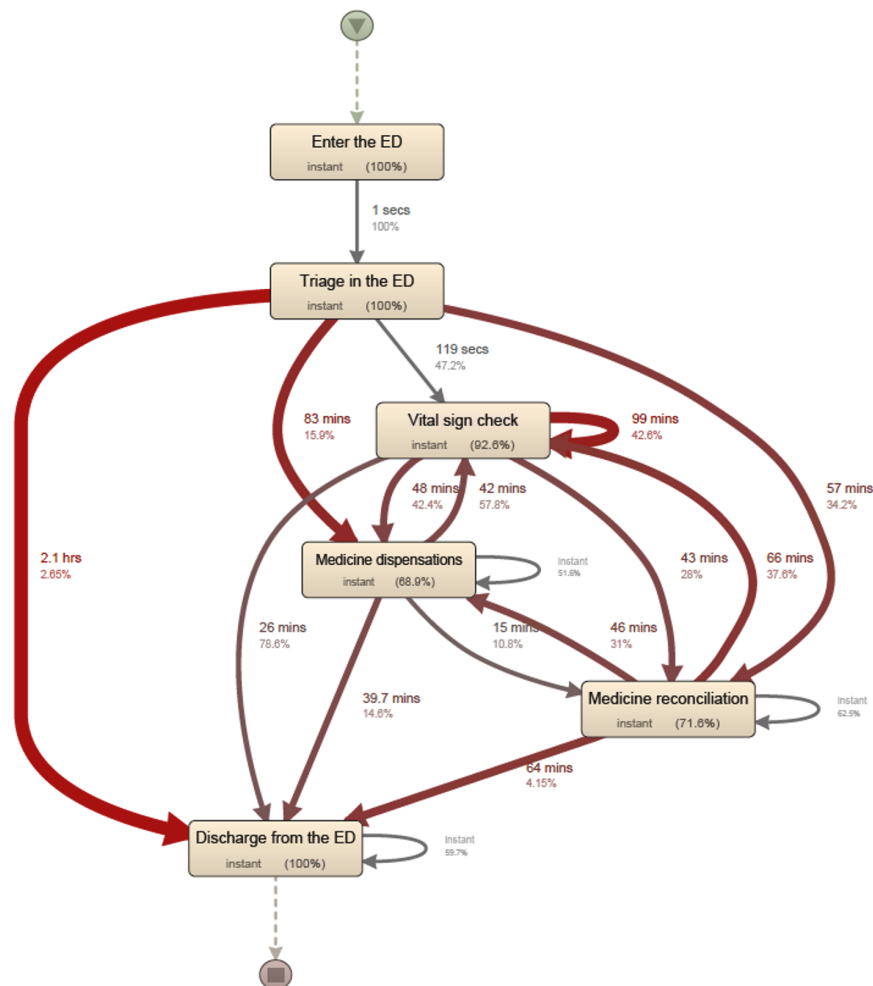 Enter the ED
instant (100%)
1 secs
100%
Triage in the ED
instant (100%)
119 secs
47.2%
83 mins
15.9%
Vital sign check
instant (92.6%)
99 mins
42.6%
48 mins
42.4%
42 mins
57.8%
57 mins
34.2%
2.1 hrs
2.65%
Medicine dispensations
instant (68.9%)
Instant
51.6%
43 mins
28%
66 mins
37.6%
26 mins
78.6%
15 mins
10.8%
46 mins
31%
39.7 mins
14.6%
Medicine reconciliation
instant (71.6%)
Instant
62.5%
64 mins
4.15%
Discharge from the ED
instant (100%)
Instant
59.7%